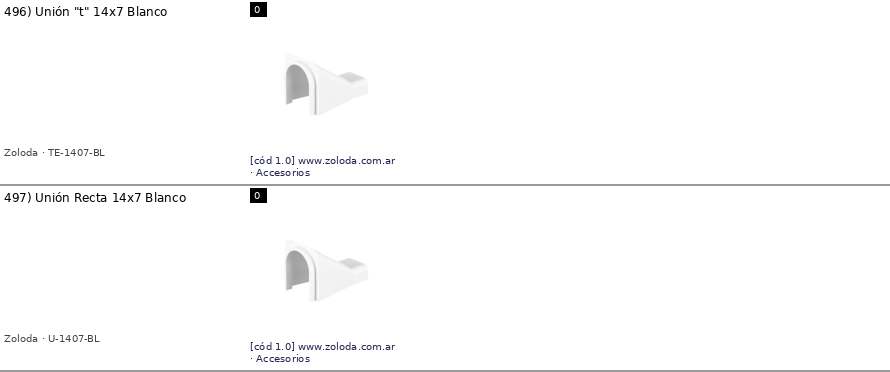 496) Unión "t" 14x7 Blanco
0
Zoloda · TE-1407-BL
[cód 1.0] www.zoloda.com.ar
· Accesorios
497) Unión Recta 14x7 Blanco
0
Zoloda · U-1407-BL
[cód 1.0] www.zoloda.com.ar
· Accesorios